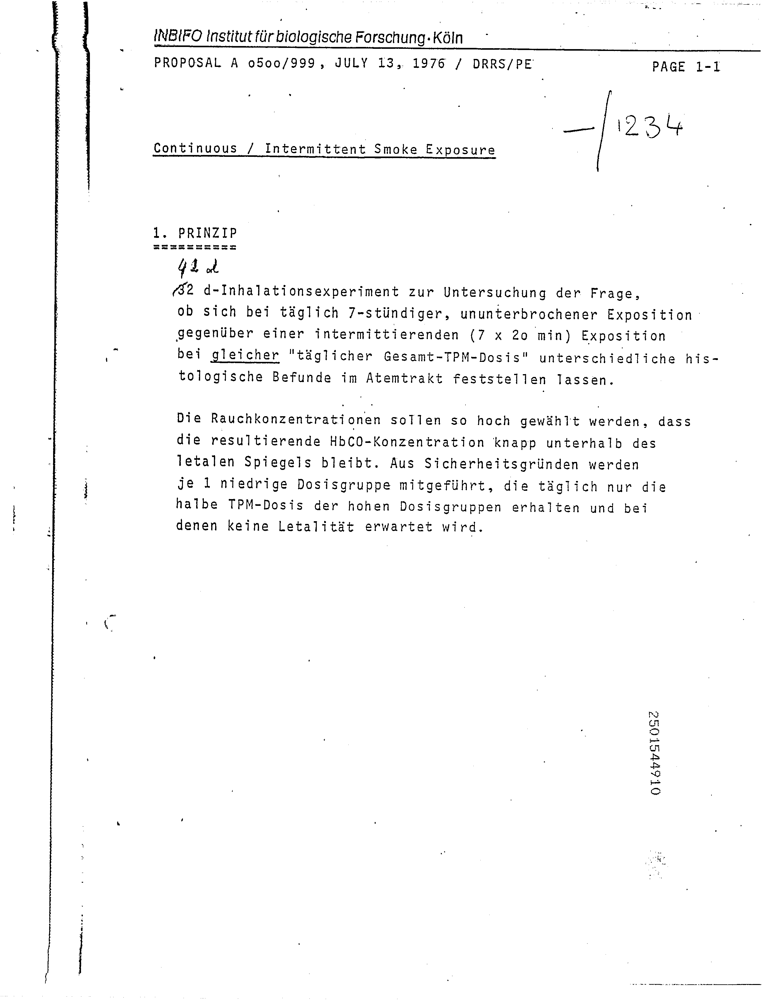 INBIFO Institut für biologische Forschung · Köln
PROPOSAL A o5oo/999, JULY 13, 1976 / DRRS/PE PAGE 1-1
—/1234
Continuous / Intermittent Smoke Exposure
1. PRINZIP
==========
42 d
32 d-Inhalationsexperiment zur Untersuchung der Frage,
ob sich bei täglich 7-stündiger, ununterbrochener Exposition
gegenüber einer intermittierenden (7 x 2o min) Exposition
bei gleicher "täglicher Gesamt-TPM-Dosis" unterschiedliche his-
tologische Befunde im Atemtrakt feststellen lassen.
Die Rauchkonzentrationen sollen so hoch gewählt werden, dass
die resultierende HbCO-Konzentration knapp unterhalb des
letalen Spiegels bleibt. Aus Sicherheitsgründen werden
je 1 niedrige Dosisgruppe mitgeführt, die täglich nur die
halbe TPM-Dosis der hohen Dosisgruppen erhalten und bei
denen keine Letalität erwartet wird.
2501544910